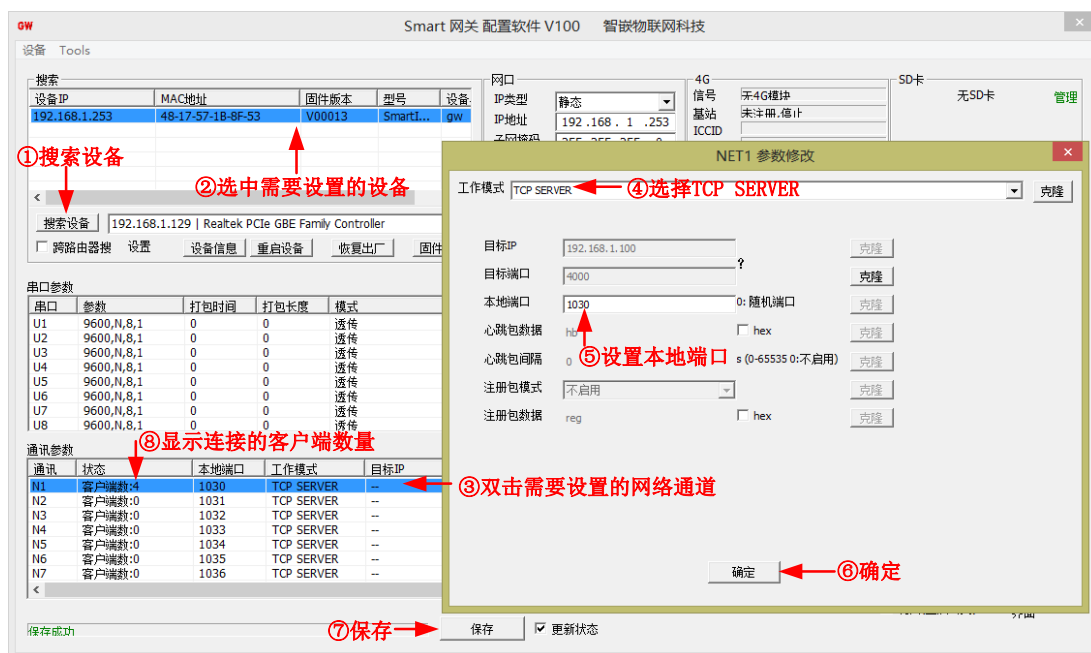 GW Smart 网关 配置软件 V100 智嵌物联网科技
设备 Tools
搜索
设备IP MAC地址 固件版本 型号 设备
192.168.1.253 48-17-57-1B-8F-53 V00013 SmartI... gw
①搜索设备
②选中需要设置的设备
搜索设备 192.168.1.129 | Realtek PCIe GBE Family Controller
跨路由器搜 设置 设备信息 重启设备 恢复出厂 固件
网口
IP类型 静态
IP地址 192 .168 . 1 .253
子网掩码 255 255 255 0
4G
信号 无4G模块
基站 未注册,信止
ICCID
SD卡
无SD卡 管理
串口参数
串口 参数 打包时间 打包长度 模式
U1 9600,N,8,1 0 0 透传
U2 9600,N,8,1 0 0 透传
U3 9600,N,8,1 0 0 透传
U4 9600,N,8,1 0 0 透传
U5 9600,N,8,1 0 0 透传
U6 9600,N,8,1 0 0 透传
U7 9600,N,8,1 0 0 透传
U8 9600,N,8,1 0 0 透传
⑧显示连接的客户端数量
通讯参数
通讯 状态 本地端口 工作模式 目标IP
N1 客户端数:4 1030 TCP SERVER --
N2 客户端数:0 1031 TCP SERVER --
N3 客户端数:0 1032 TCP SERVER --
N4 客户端数:0 1033 TCP SERVER --
N5 客户端数:0 1034 TCP SERVER --
N6 客户端数:0 1035 TCP SERVER --
N7 客户端数:0 1036 TCP SERVER --
③双击需要设置的网络通道
NET1 参数修改
工作模式 TCP SERVER ④选择TCP SERVER 克隆
目标IP 192.168.1.100 克隆
?
目标端口 4000 克隆
本地端口 1030 0: 随机端口 克隆
心跳包数据 hb hex 克隆
⑤设置本地端口
心跳包间隔 0 s (0-65535 0:不启用) 克隆
注册包模式 不启用 克隆
注册包数据 reg hex 克隆
确定 ⑥确定
保存成功 ⑦保存 保存 更新状态